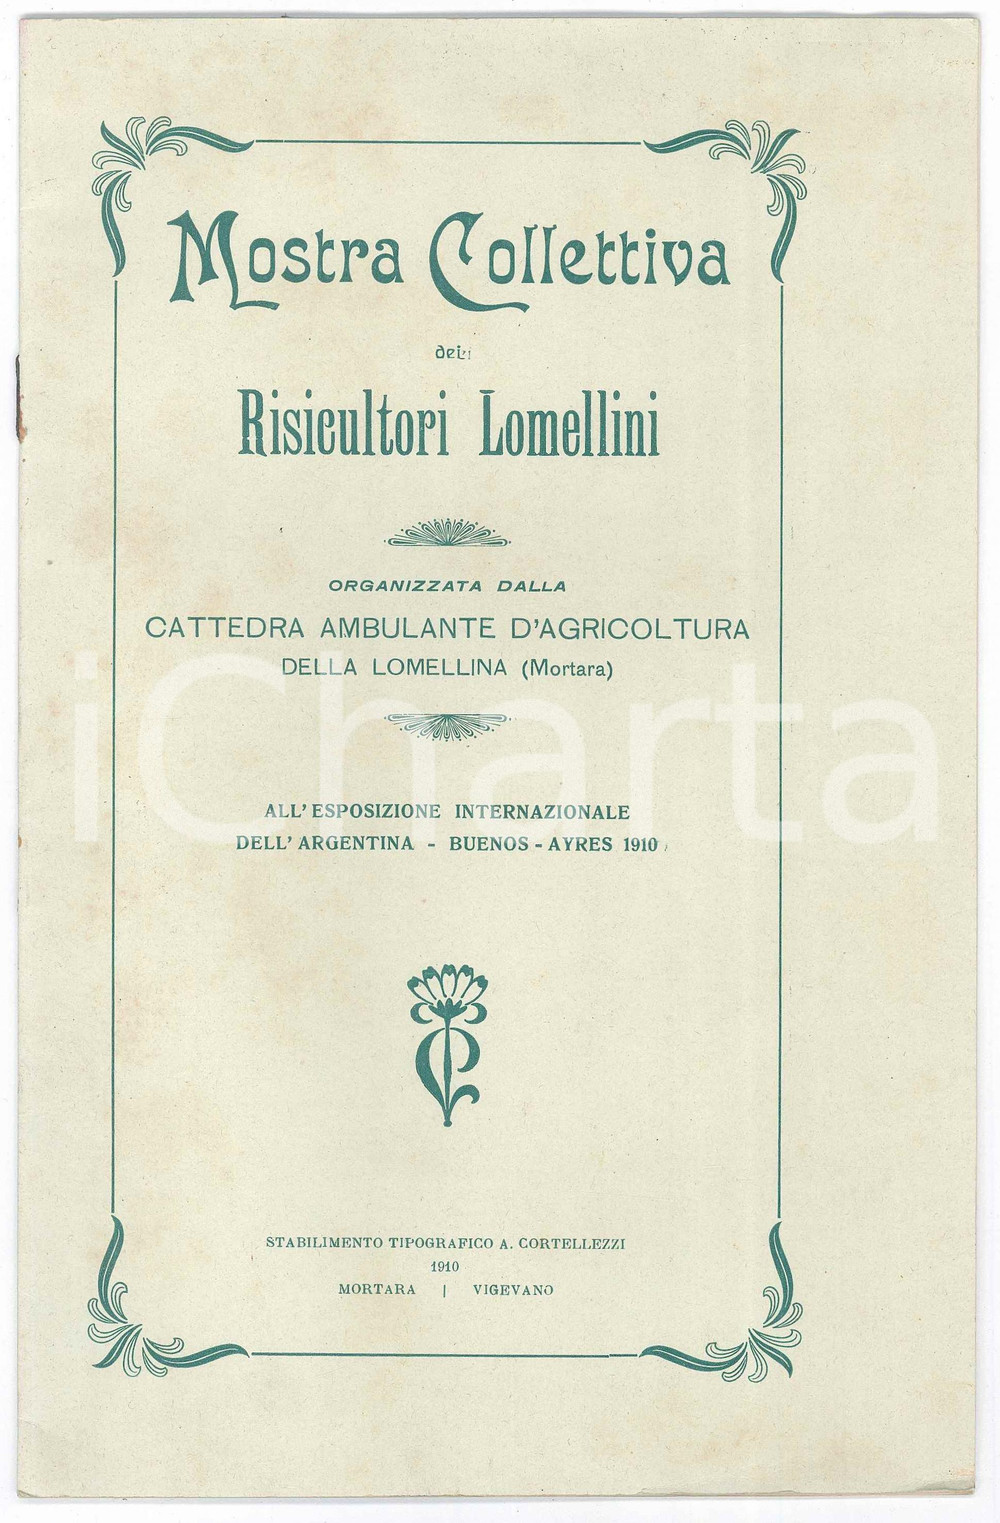 Mostra Collettiva
dei
Risicultori Lomellini
ORGANIZZATA DALLA
CATTEDRA AMBULANTE D'AGRICOLTURA
DELLA LOMELLINA (Mortara)
iCharta
ALL'ESPOSIZIONE INTERNAZIONALE
DELL'ARGENTINA - BUENOS-AYRES 1910
STABILIMENTO TIPOGRAFICO A. CORTELLEZZI
1910
MORTARA | VIGEVANO